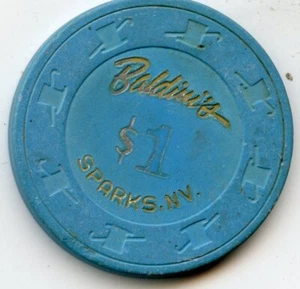 Baldini's
$1
SPARKS, NV.